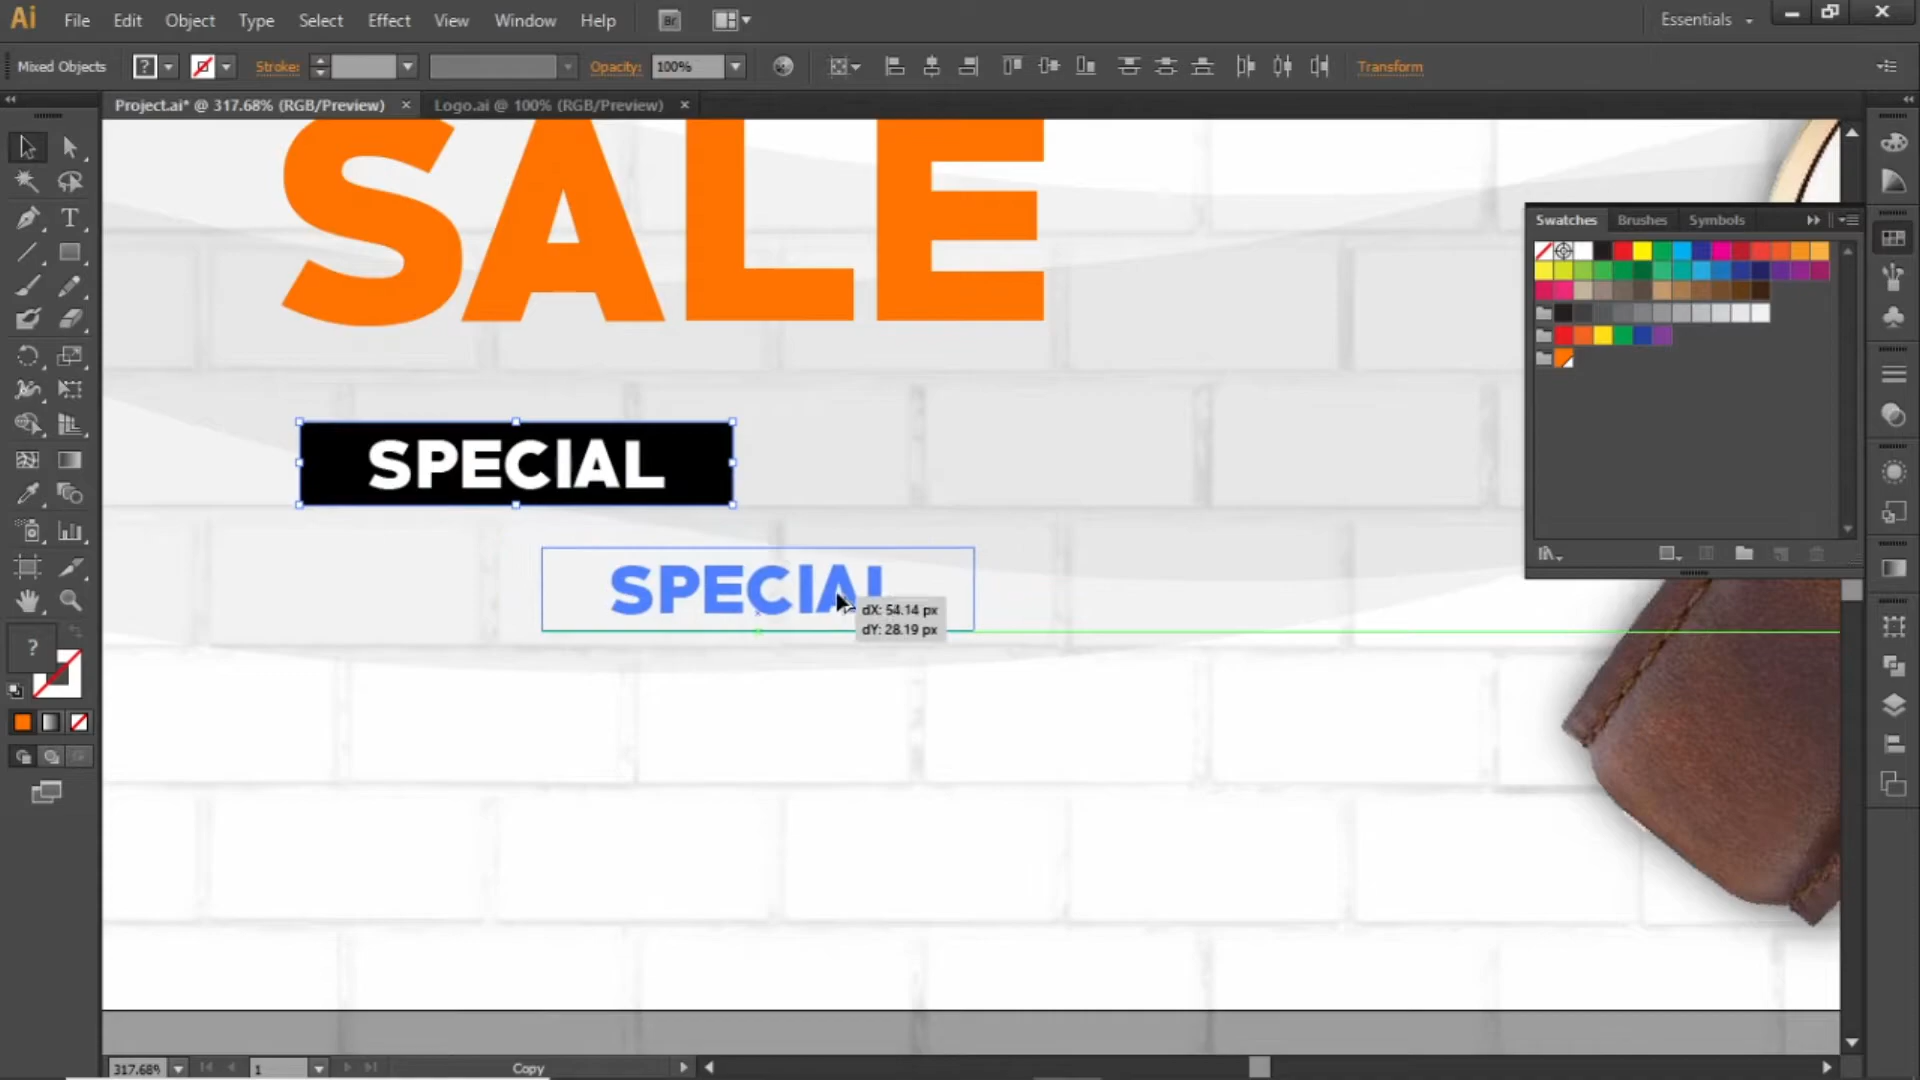 Ai File Edit Object Type Select Effect View Window Help Br Essentials
Mixed Objects ? Stroke: Opacity: 100% Transform
Project.ai* @ 317.68% (RGB/Preview) × Logo.ai @ 100% (RGB/Preview) ×
SALE
Swatches Brushes Symbols
SPECIAL
SPECIAL
dX: 54.14 px
dY: 28.19 px
T
?
317.68% 1 Copy